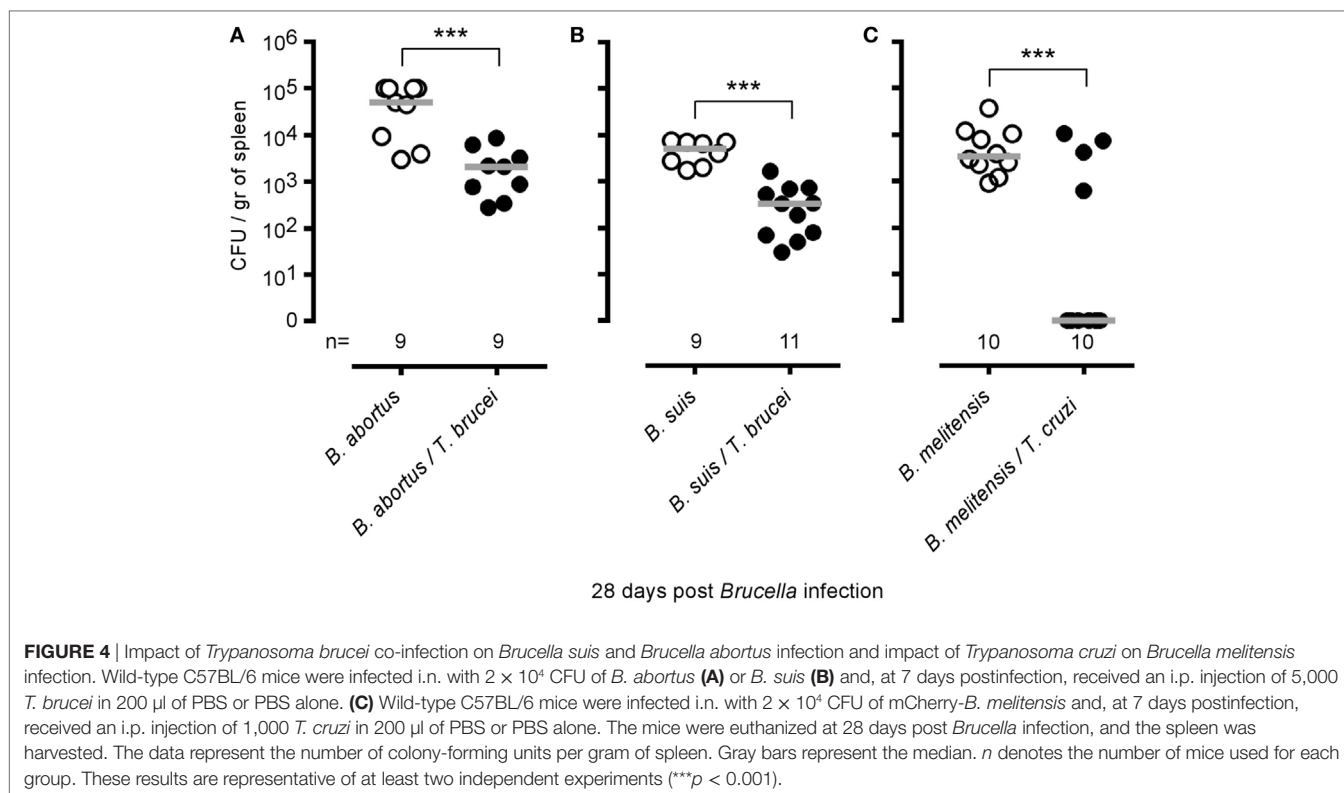 A
B
C
***
***
***
10⁶
10⁵
10⁴
10³
10²
10¹
0
CFU / gr of spleen
n=
9
9
9
11
10
10
B. abortus
B. abortus / T. brucei
B. suis
B. suis / T. brucei
B. melitensis
B. melitensis / T. cruzi
28 days post Brucella infection
FIGURE 4 | Impact of Trypanosoma brucei co-infection on Brucella suis and Brucella abortus infection and impact of Trypanosoma cruzi on Brucella melitensis
infection. Wild-type C57BL/6 mice were infected i.n. with 2 × 10⁴ CFU of B. abortus (A) or B. suis (B) and, at 7 days postinfection, received an i.p. injection of 5,000
T. brucei in 200 µl of PBS or PBS alone. (C) Wild-type C57BL/6 mice were infected i.n. with 2 × 10⁴ CFU of mCherry-B. melitensis and, at 7 days postinfection,
received an i.p. injection of 1,000 T. cruzi in 200 µl of PBS or PBS alone. The mice were euthanized at 28 days post Brucella infection, and the spleen was
harvested. The data represent the number of colony-forming units per gram of spleen. Gray bars represent the median. n denotes the number of mice used for each
group. These results are representative of at least two independent experiments (***p < 0.001).